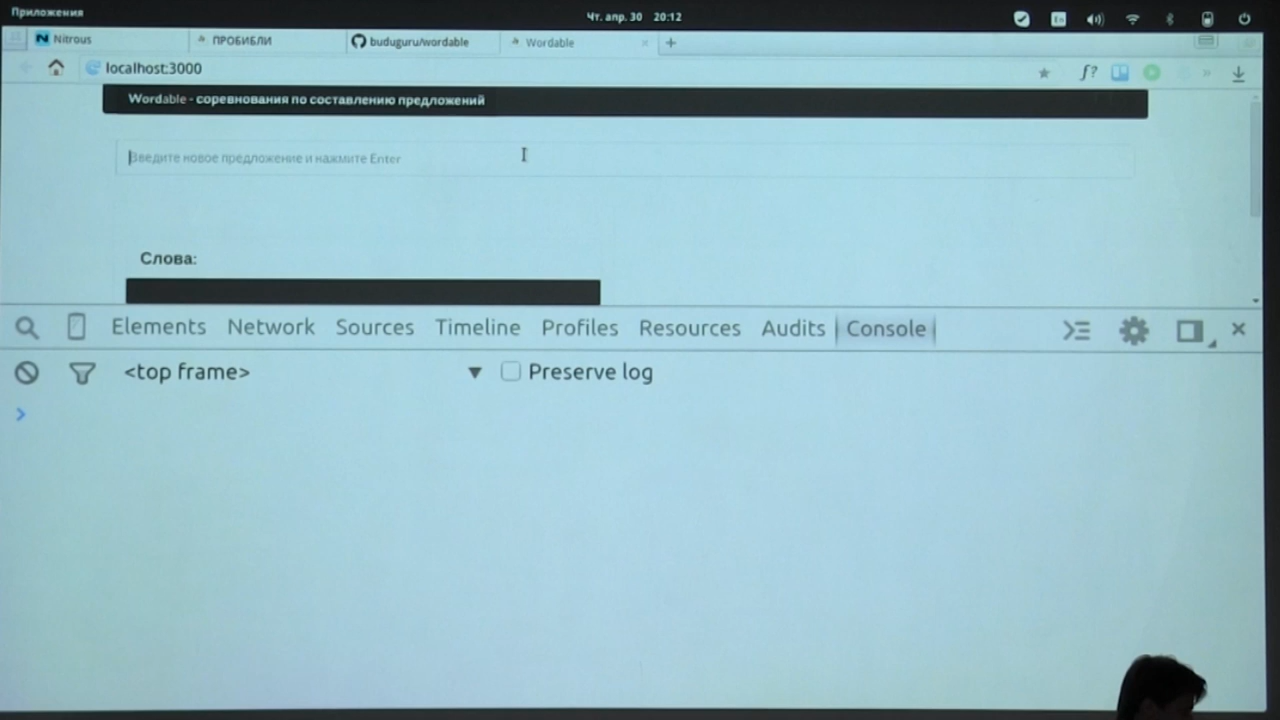 Приложения
Чт. апр. 30 20:12
En
Nitrous
ПРОБИБЛИ
buduguru/wordable
Wordable
localhost:3000
f?
Wordable - соревнования по составлению предложений
Введите новое предложение и нажмите Enter
Слова:
Elements Network Sources Timeline Profiles Resources Audits Console
<top frame> Preserve log